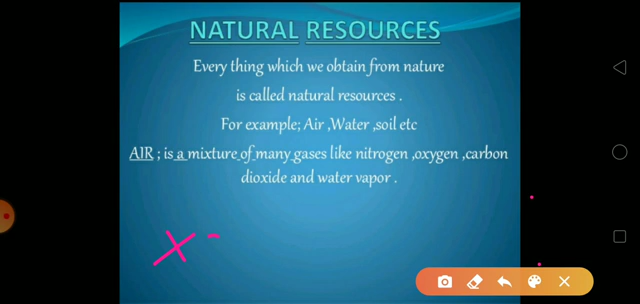 NATURAL RESOURCES
Every thing which we obtain from nature
is called natural resources .
For example; Air ,Water ,soil etc
AIR ; is a mixture of many gases like nitrogen ,oxygen ,carbon
dioxide and water vapor .